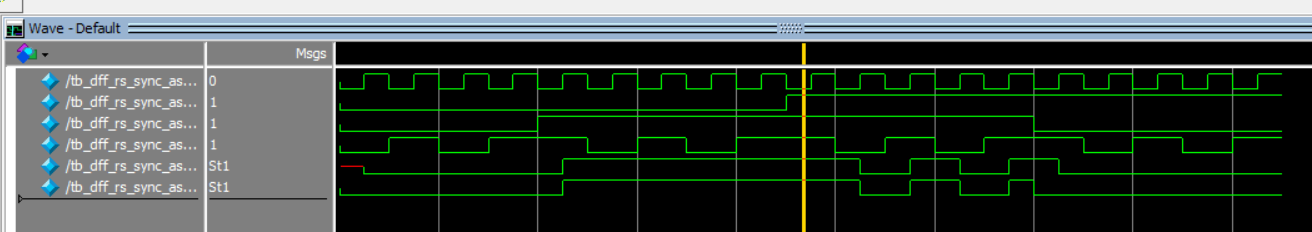 Wave - Default
Msgs
/tb_dff_rs_sync_as... 0
/tb_dff_rs_sync_as... 1
/tb_dff_rs_sync_as... 1
/tb_dff_rs_sync_as... 1
/tb_dff_rs_sync_as... St1
/tb_dff_rs_sync_as... St1